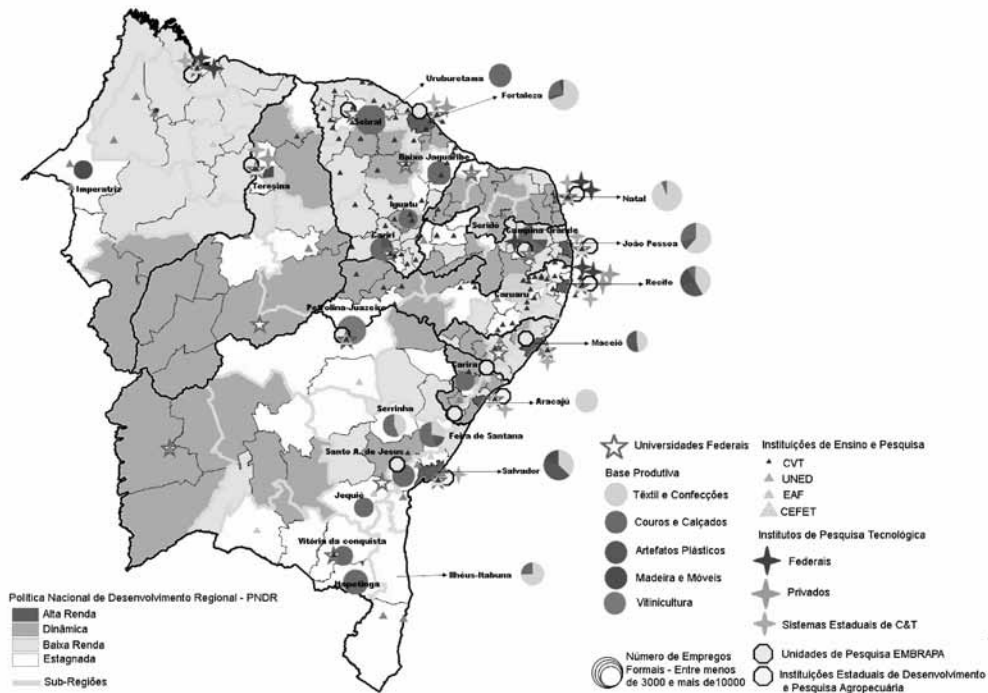 Uruburetama
Fortaleza
Sobral
Baixo Jaguaribe
Imperatriz
Teresina
Iguatu
Natal
Seridó
Campina Grande
Cariri
João Pessoa
Recife
Caruaru
Petrolina-Juazeiro
Maceió
Carira
Aracajú
Serrinha
Feira de Santana
Santo A. de Jesus
Salvador
Jequié
Vitória da conquista
Ilhéus-Itabuna
Itapetinga
Universidades Federais
Base Produtiva
Têxtil e Confecções
Couros e Calçados
Artefatos Plásticos
Madeira e Móveis
Vitinicultura
Número de Empregos
Formais - Entre menos
de 3000 e mais de10000
Instituições de Ensino e Pesquisa
CVT
UNED
EAF
CEFET
Institutos de Pesquisa Tecnológica
Federais
Privados
Sistemas Estaduais de C&T
Unidades de Pesquisa EMBRAPA
Instituições Estaduais de Desenvolvimento
e Pesquisa Agropecuária
Política Nacional de Desenvolvimento Regional - PNDR
Alta Renda
Dinâmica
Baixa Renda
Estagnada
Sub-Regiões